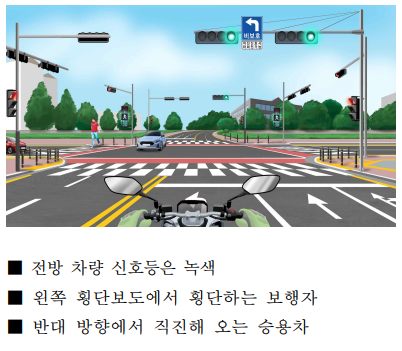 비보호
■ 전방 차량 신호등은 녹색
■ 왼쪽 횡단보도에서 횡단하는 보행자
■ 반대 방향에서 직진해 오는 승용차